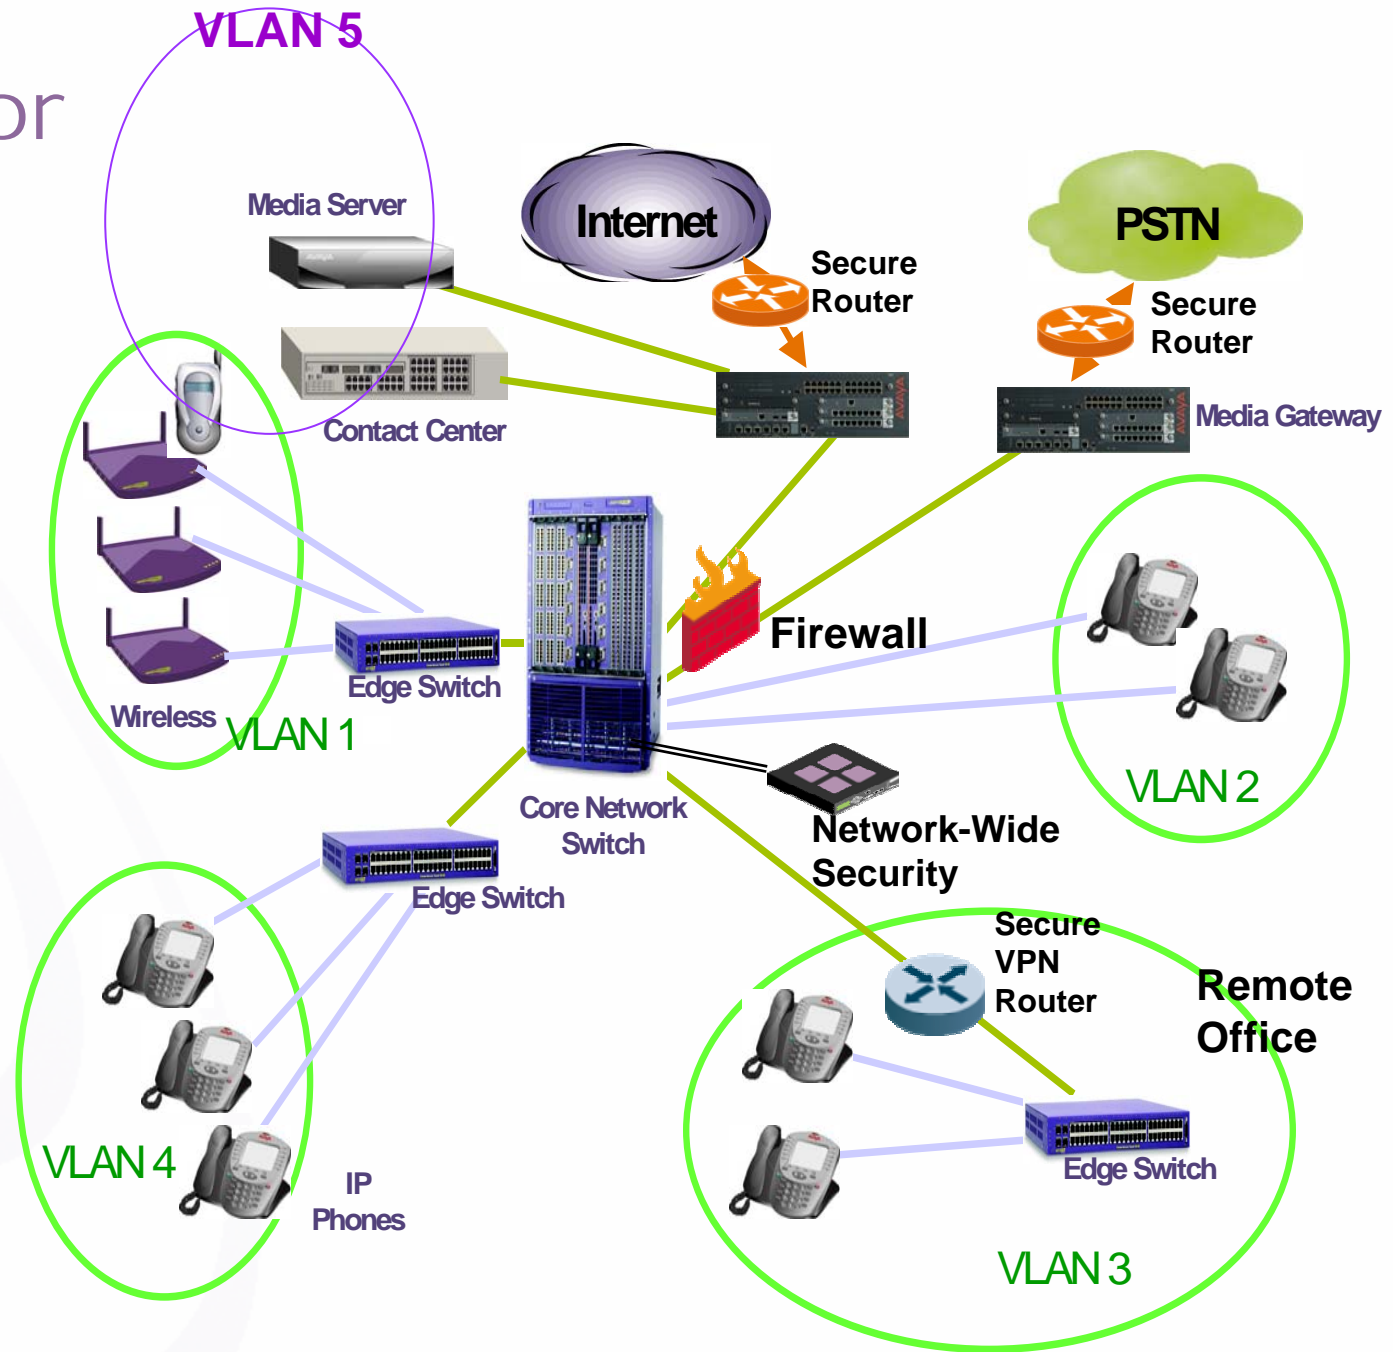 VLAN 5
or
Media Server
Internet
PSTN
Secure
Router
Secure
Router
AVAYA
AVAYA
Contact Center
Media Gateway
Firewall
Edge Switch
Wireless
VLAN 1
VLAN 2
Core Network
Switch
Network-Wide
Security
Edge Switch
Secure
VPN
Router
Remote
Office
VLAN 4
IP
Phones
Edge Switch
VLAN 3